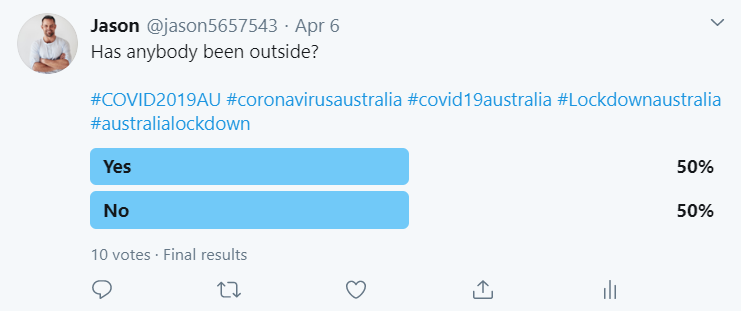 Jason @jason5657543 · Apr 6
Has anybody been outside?
#COVID2019AU #coronavirusaustralia #covid19australia #Lockdownaustralia
#australialockdown
Yes 50%
No 50%
10 votes · Final results